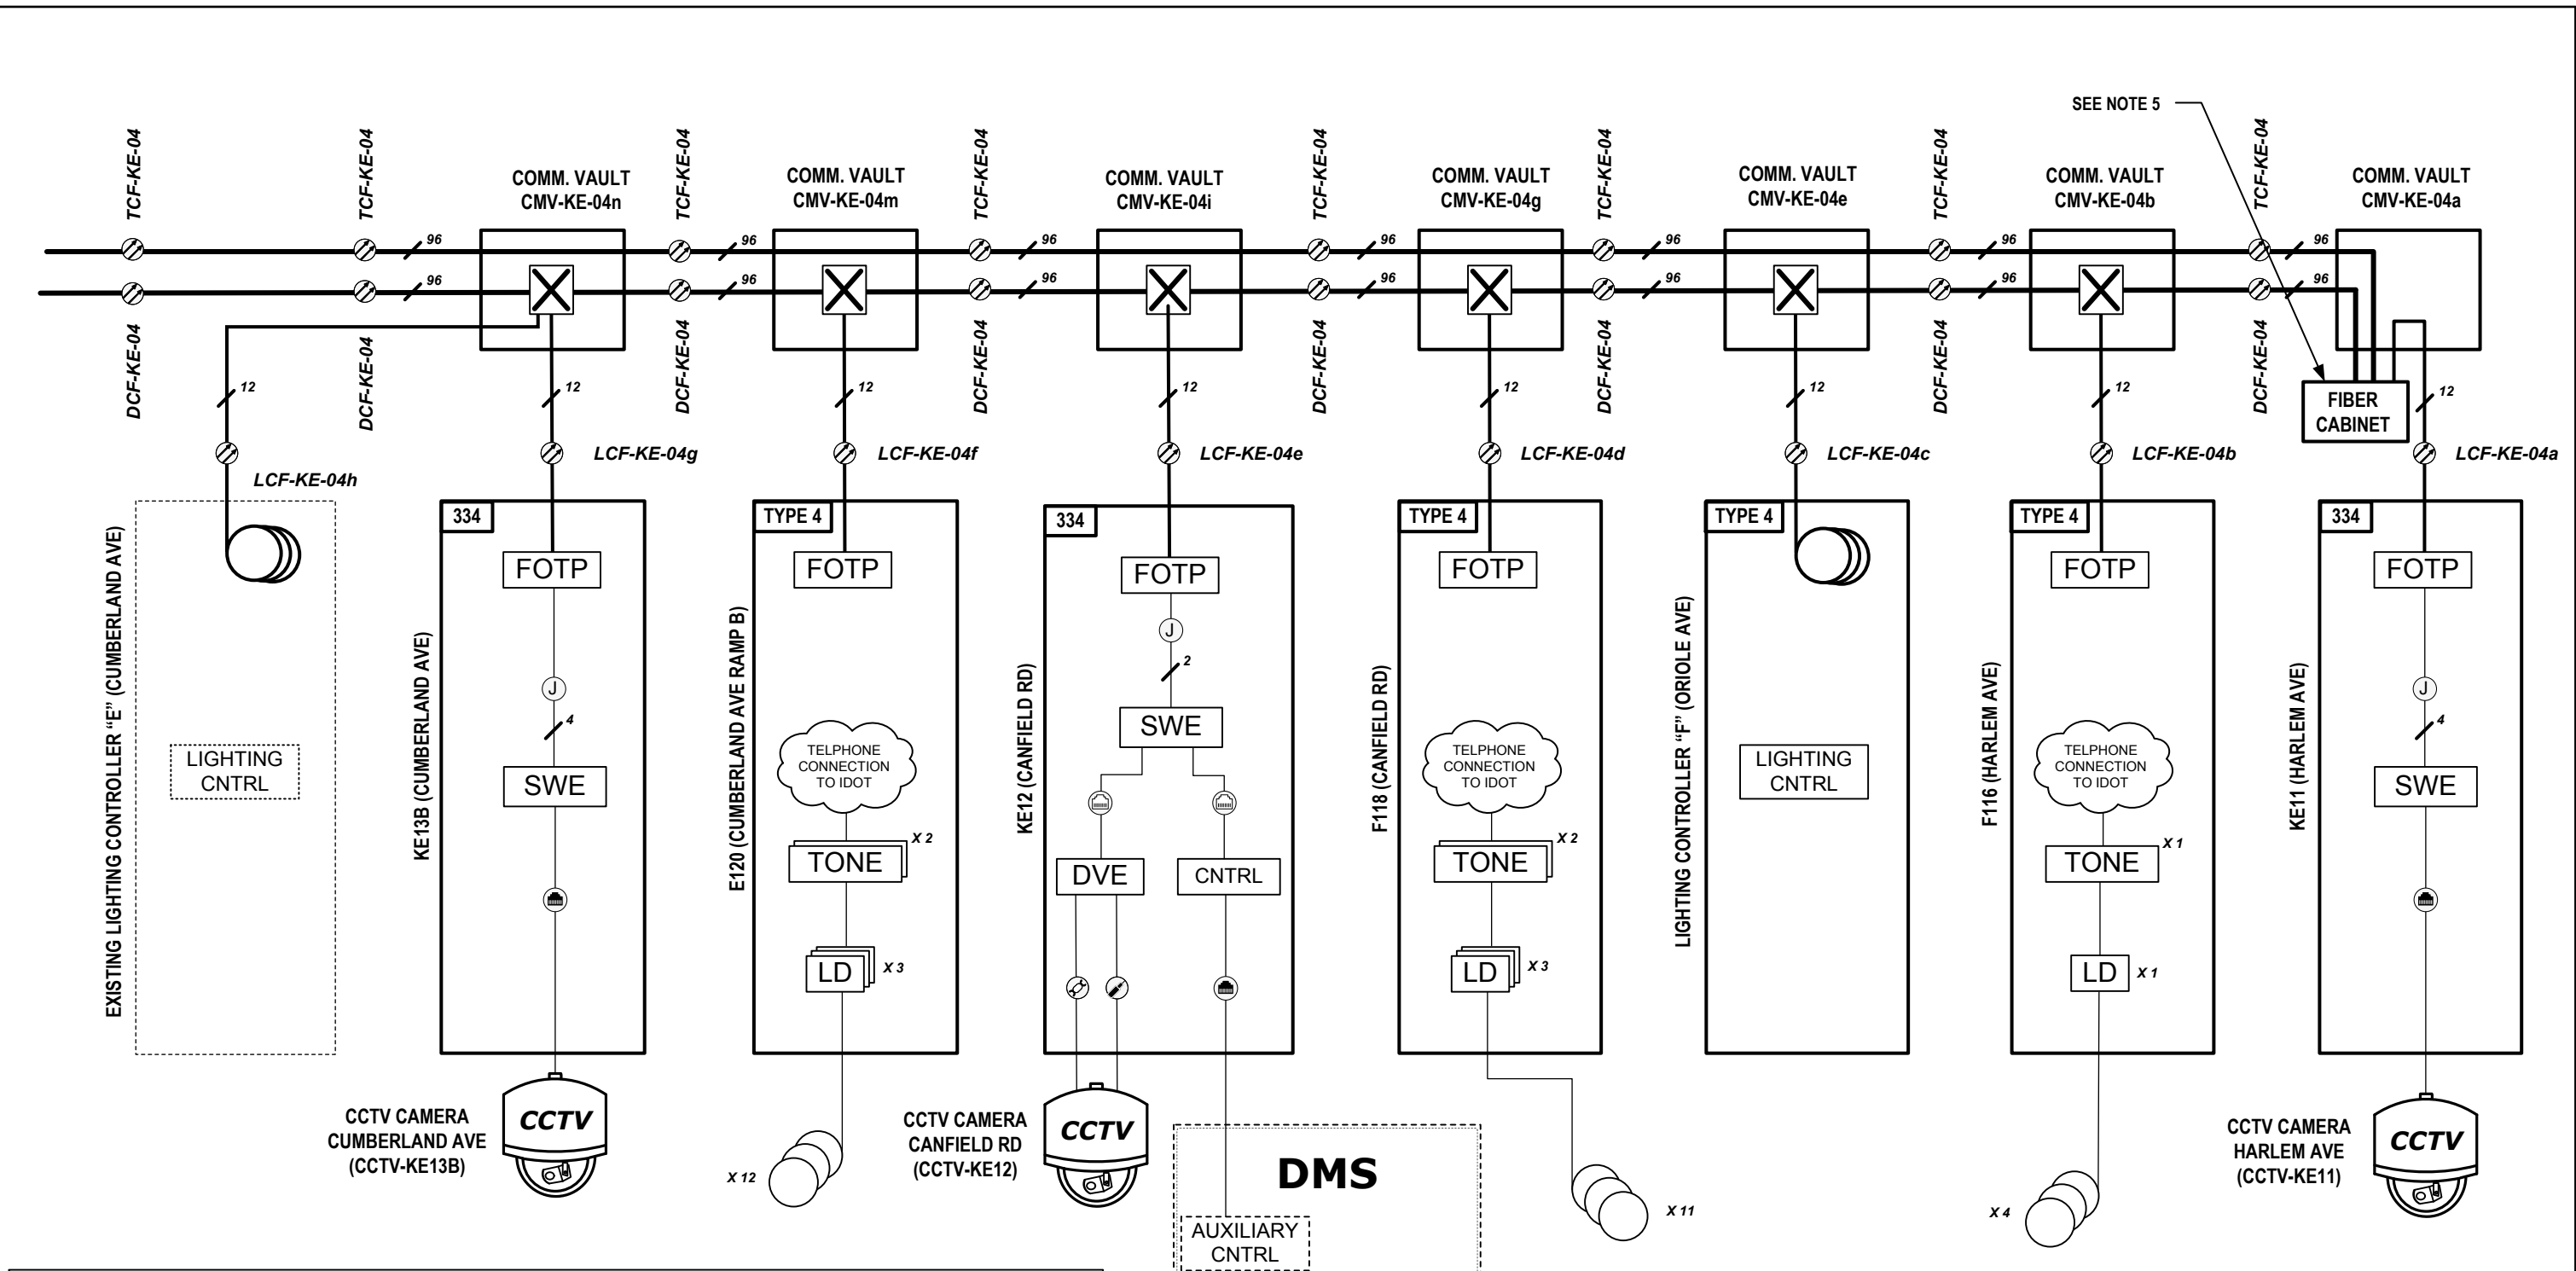 SEE NOTE 5
TCF-KE-04
TCF-KE-04
TCF-KE-04
TCF-KE-04
TCF-KE-04
TCF-KE-04
TCF-KE-04
TCF-KE-04
COMM. VAULT
CMV-KE-04n
COMM. VAULT
CMV-KE-04m
COMM. VAULT
CMV-KE-04i
COMM. VAULT
CMV-KE-04g
COMM. VAULT
CMV-KE-04e
COMM. VAULT
CMV-KE-04b
COMM. VAULT
CMV-KE-04a
96
96
96
96
96
96
96
96
96
96
96
96
96
96
DCF-KE-04
DCF-KE-04
DCF-KE-04
DCF-KE-04
DCF-KE-04
DCF-KE-04
DCF-KE-04
DCF-KE-04
12
12
12
12
12
12
12
12
FIBER
CABINET
LCF-KE-04h
LCF-KE-04g
LCF-KE-04f
LCF-KE-04e
LCF-KE-04d
LCF-KE-04c
LCF-KE-04b
LCF-KE-04a
EXISTING LIGHTING CONTROLLER “E” (CUMBERLAND AVE)
LIGHTING
CNTRL
KE13B (CUMBERLAND AVE)
334
FOTP
J
4
SWE
CCTV CAMERA
CUMBERLAND AVE
(CCTV-KE13B)
CCTV
E120 (CUMBERLAND AVE RAMP B)
TYPE 4
FOTP
TELPHONE
CONNECTION
TO IDOT
X 2
TONE
LD
X 3
X 12
KE12 (CANFIELD RD)
334
FOTP
J
2
SWE
DVE
CNTRL
CCTV CAMERA
CANFIELD RD
(CCTV-KE12)
CCTV
DMS
AUXILIARY
CNTRL
F118 (CANFIELD RD)
TYPE 4
FOTP
TELPHONE
CONNECTION
TO IDOT
X 2
TONE
LD
X 3
X 11
LIGHTING CONTROLLER “F” (ORIOLE AVE)
TYPE 4
LIGHTING
CNTRL
F116 (HARLEM AVE)
TYPE 4
FOTP
TELPHONE
CONNECTION
TO IDOT
X 1
TONE
LD
X 1
X 4
KE11 (HARLEM AVE)
334
FOTP
J
4
SWE
CCTV CAMERA
HARLEM AVE
(CCTV-KE11)
CCTV